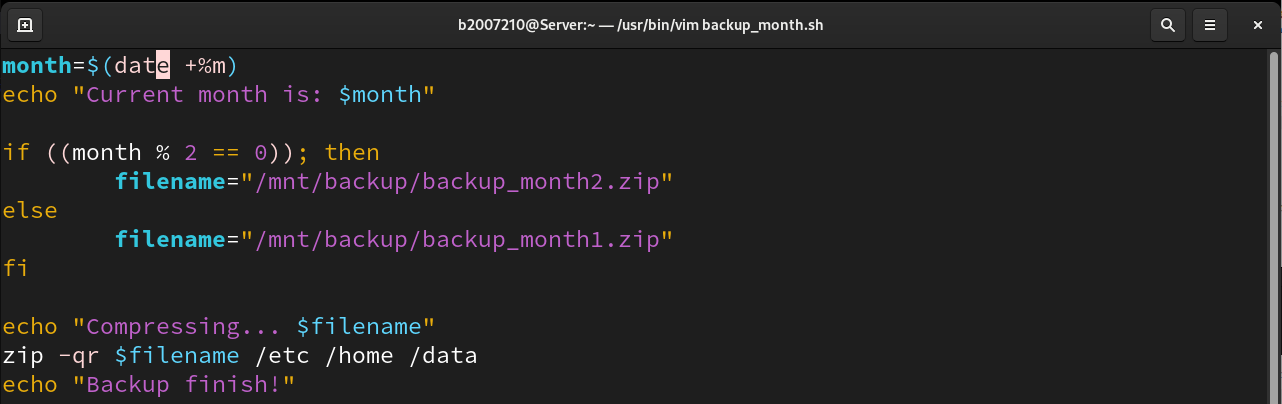 b2007210@Server:~ — /usr/bin/vim backup_month.sh
month=$(date +%m)
echo "Current month is: $month"
if ((month % 2 == 0)); then
        filename="/mnt/backup/backup_month2.zip"
else
        filename="/mnt/backup/backup_month1.zip"
fi
echo "Compressing... $filename"
zip -qr $filename /etc /home /data
echo "Backup finish!"